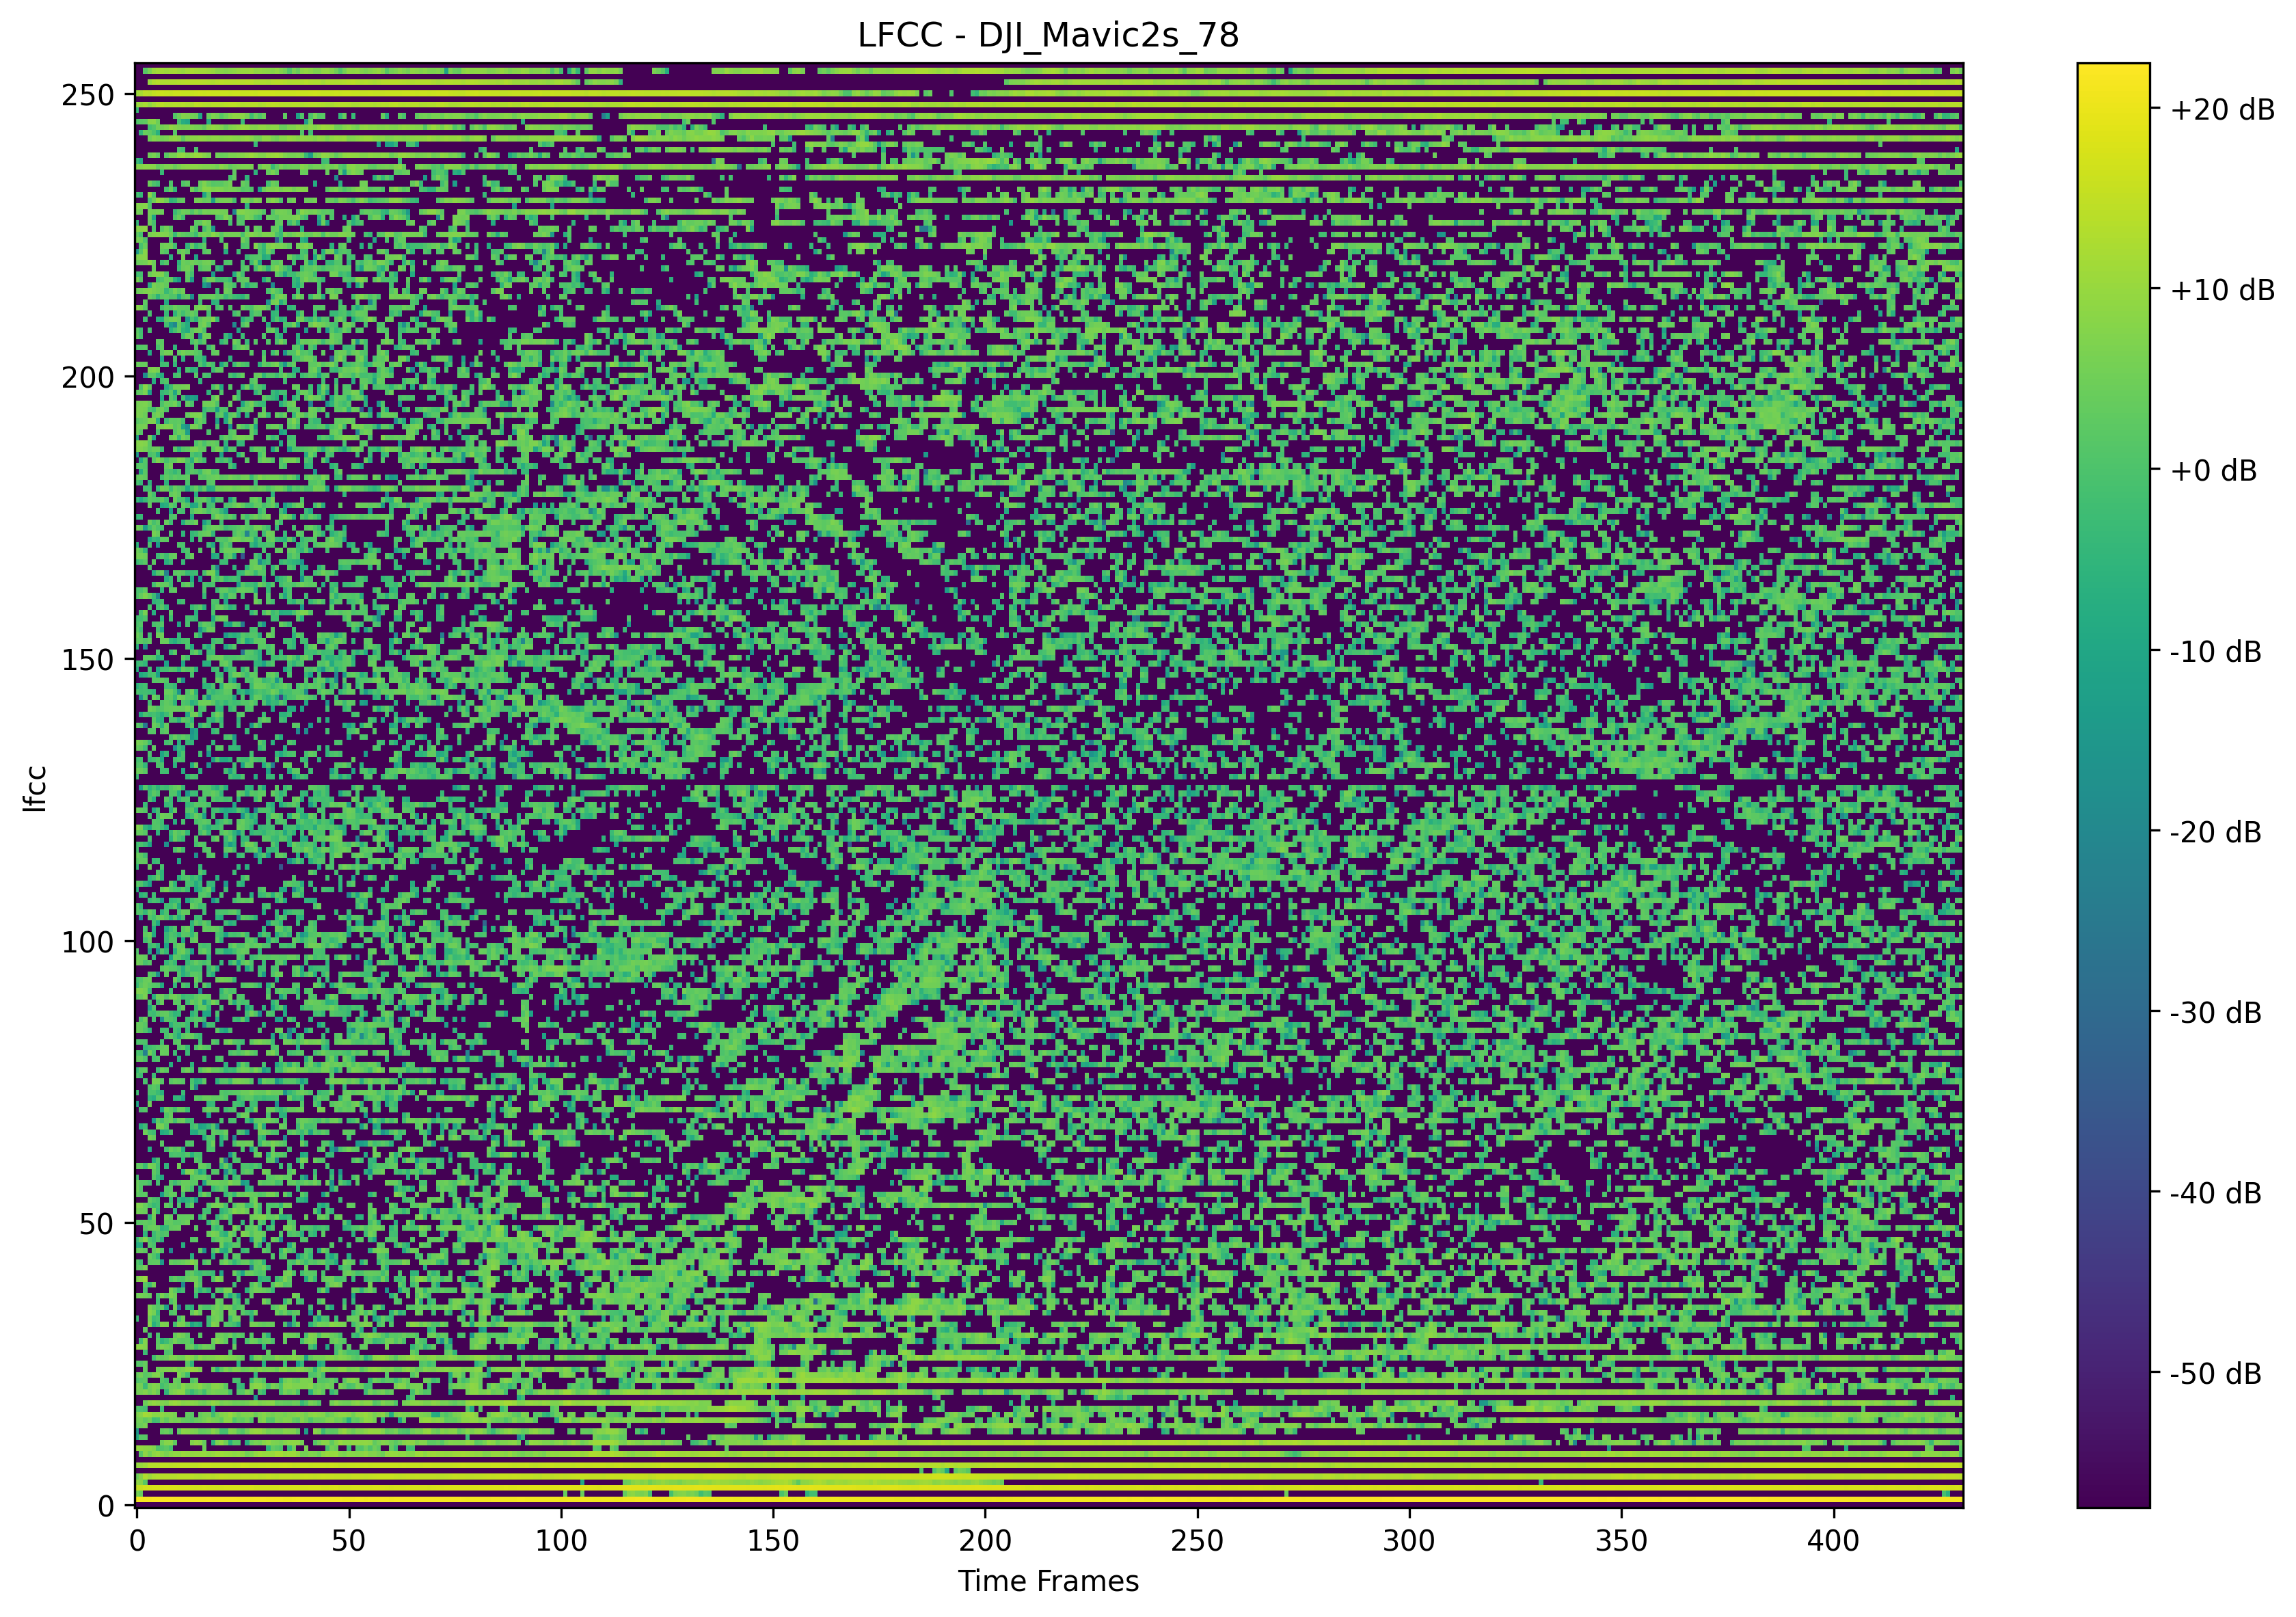 LFCC - DJI_Mavic2s_78
250
200
150
100
50
0
lfcc
0 50 100 150 200 250 300 350 400
Time Frames
+20 dB
+10 dB
+0 dB
-10 dB
-20 dB
-30 dB
-40 dB
-50 dB